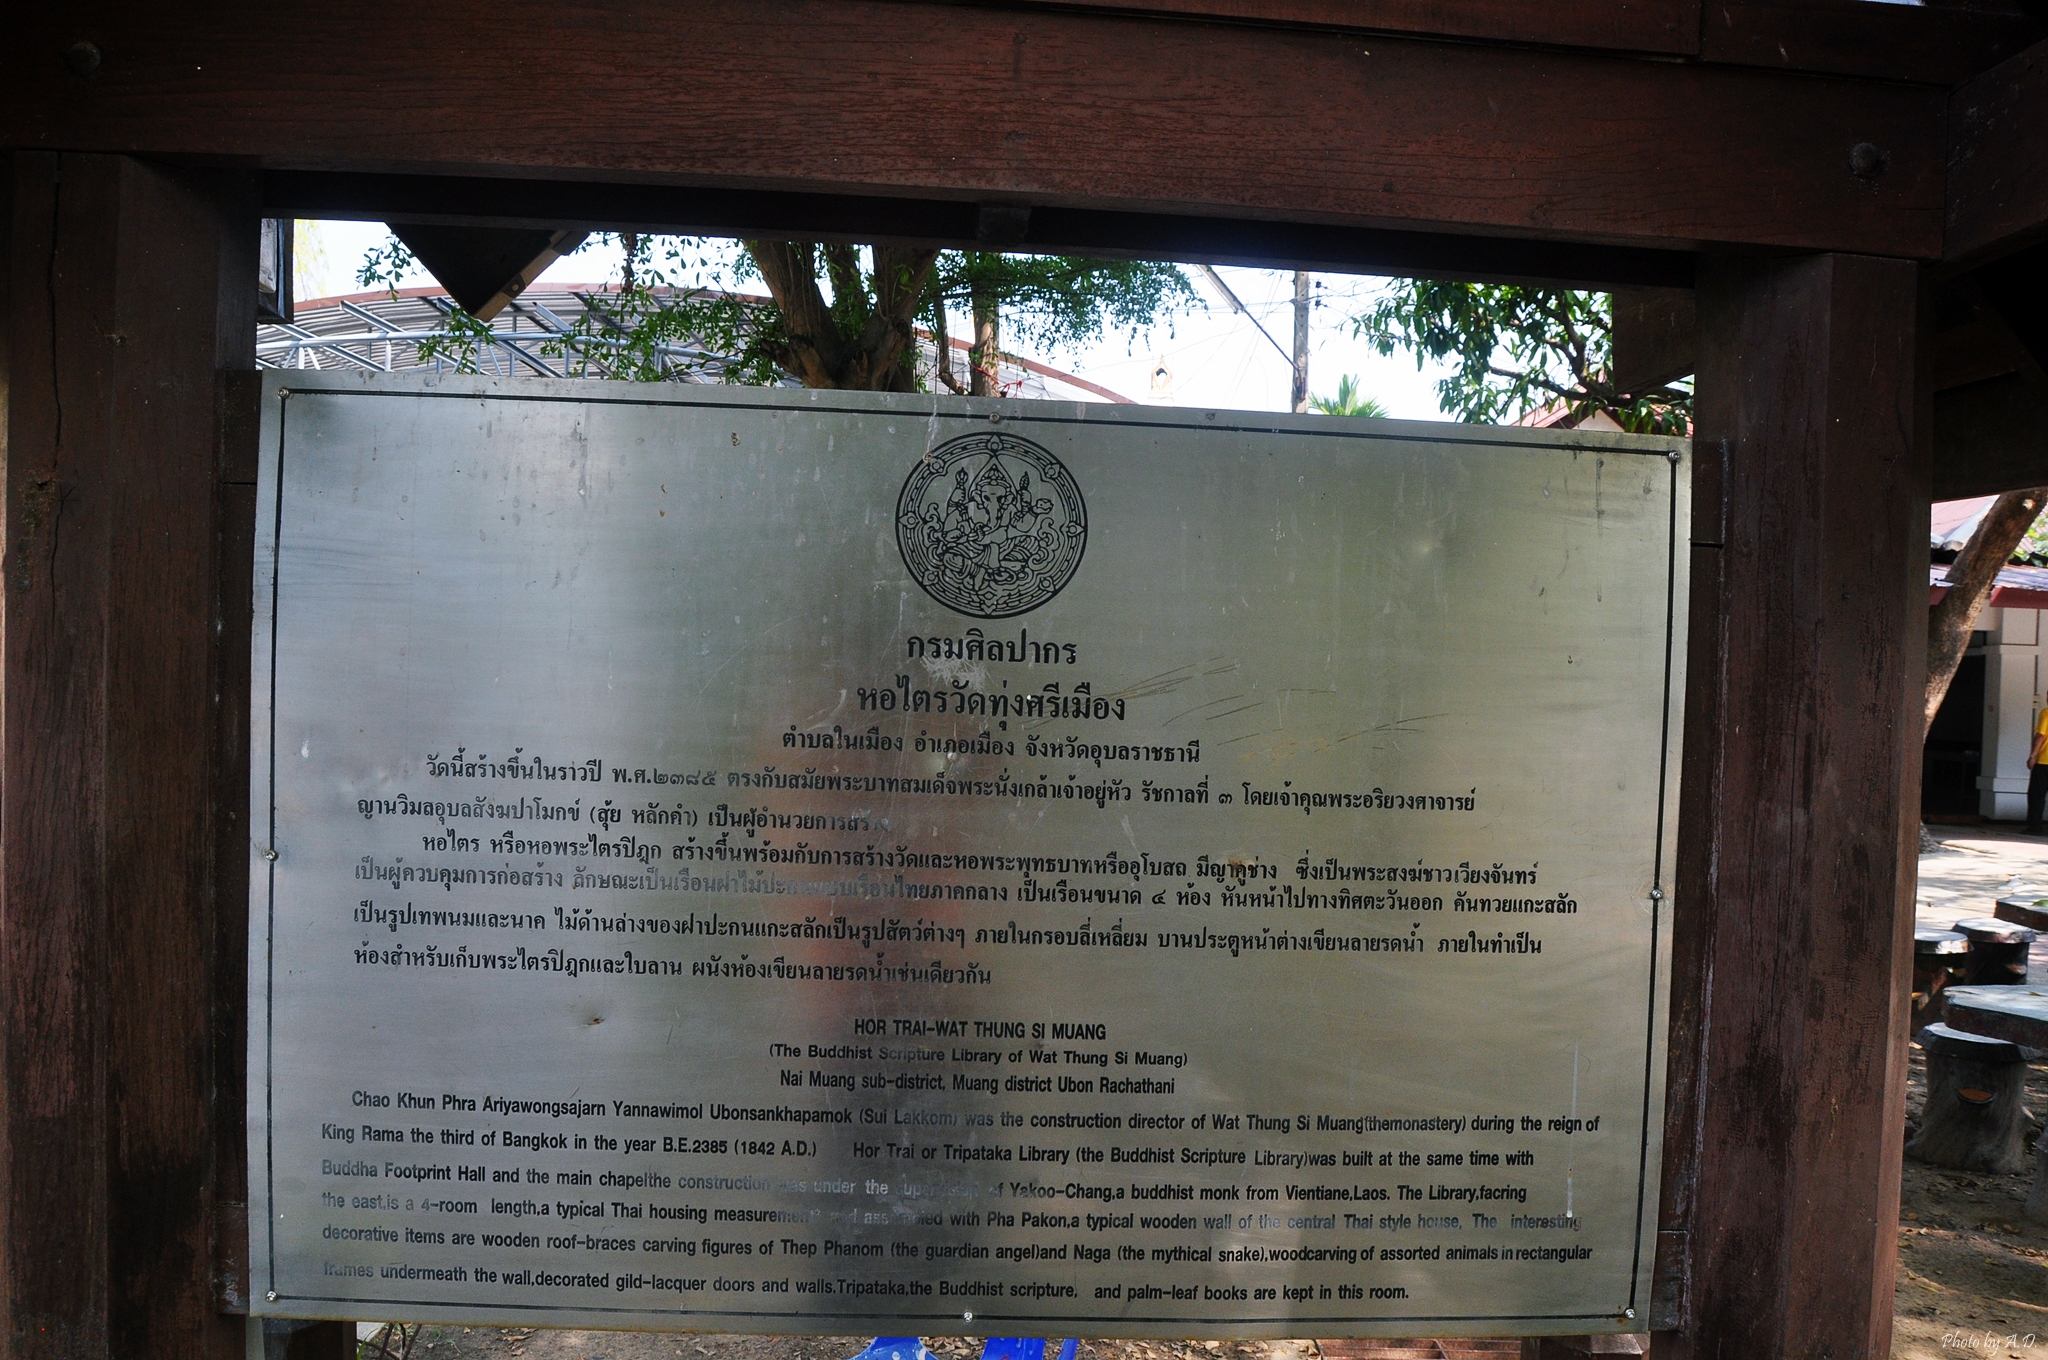 กรมศิลปากร
หอไตรวัดทุ่งศรีเมือง
ตำบลในเมือง อำเภอเมือง จังหวัดอุบลราชธานี
วัดนี้สร้างขึ้นในราวปี พ.ศ.๒๓๘๕ ตรงกับสมัยพระบาทสมเด็จพระนั่งเกล้าเจ้าอยู่หัว รัชกาลที่ ๓ โดยเจ้าคุณพระอริยวงศาจารย์
ญานวิมลอุบลสังฆปาโมกข์ (สุ้ย หลักคำ) เป็นผู้อำนวยการสร้าง
หอไตร หรือหอพระไตรปิฎก สร้างขึ้นพร้อมกับการสร้างวัดและหอพระพุทธบาทหรืออุโบสถ มีญาคูช่าง ซึ่งเป็นพระสงฆ์ชาวเวียงจันทร์
เป็นผู้ควบคุมการก่อสร้าง ลักษณะเป็นเรือนฝาไม้ปะกนแบบเรือนไทยภาคกลาง เป็นเรือนขนาด ๔ ห้อง หันหน้าไปทางทิศตะวันออก คันทวยแกะสลัก
เป็นรูปเทพนมและนาค ไม้ด้านล่างของฝาปะกนแกะสลักเป็นรูปสัตว์ต่างๆ ภายในกรอบสี่เหลี่ยม บานประตูหน้าต่างเขียนลายรดน้ำ ภายในทำเป็น
ห้องสำหรับเก็บพระไตรปิฎกและใบลาน ผนังห้องเขียนลายรดน้ำเช่นเดียวกัน
HOR TRAI-WAT THUNG SI MUANG
(The Buddhist Scripture Library of Wat Thung Si Muang)
Nai Muang sub-district, Muang district Ubon Rachathani
Chao Khun Phra Ariyawongsajarn Yannawimol Ubonsankhapamok (Sui Lakkom) was the construction director of Wat Thung Si Muang(themonastery) during the reign of
King Rama the third of Bangkok in the year B.E.2385 (1842 A.D.) Hor Trai or Tripataka Library (the Buddhist Scripture Library)was built at the same time with
Buddha Footprint Hall and the main chapelthe construction was under the supervision of Yakoo-Chang,a buddhist monk from Vientiane,Laos. The Library,facring
the east,is a 4-room length,a typical Thai housing measurement and assembled with Pha Pakon,a typical wooden wall of the central Thai style house, The interesting
decorative items are wooden roof-braces carving figures of Thep Phanom (the guardian angel)and Naga (the mythical snake),woodcarving of assorted animals in rectangular
frames undermeath the wall,decorated gild-lacquer doors and walls.Tripataka,the Buddhist scripture, and palm-leaf books are kept in this room.
Photo by A.D.